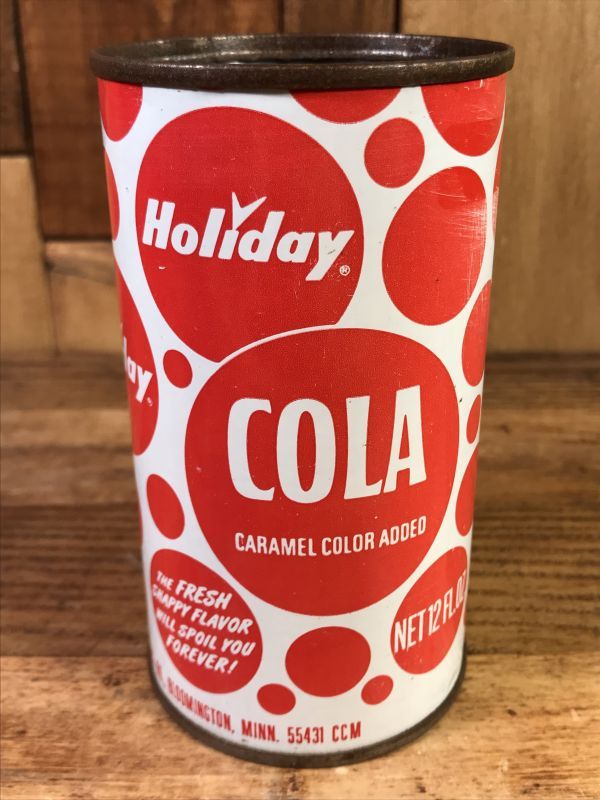 Holiday®
ay
COLA
CARAMEL COLOR ADDED
THE FRESH
SNAPPY FLAVOR
WILL SPOIL YOU
FOREVER!
NET 12 FL.OZ
BLOOMINGTON, MINN. 55431 CCM